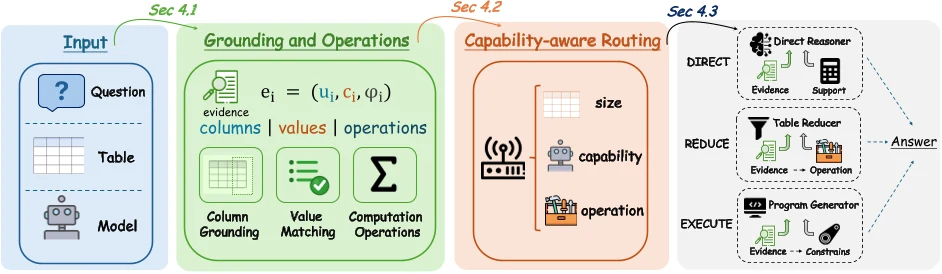 Sec 4.1
Sec 4.2
Sec 4.3
Input
Question
Table
Model
Grounding and Operations
evidence
eᵢ = (uᵢ, cᵢ, φᵢ)
columns | values | operations
Column
Grounding
Value
Matching
Computation
Operations
Capability-aware Routing
size
capability
operation
DIRECT
Direct Reasoner
Evidence
Support
REDUCE
Table Reducer
Evidence
Operation
EXECUTE
Program Generator
Evidence
Constrains
Answer